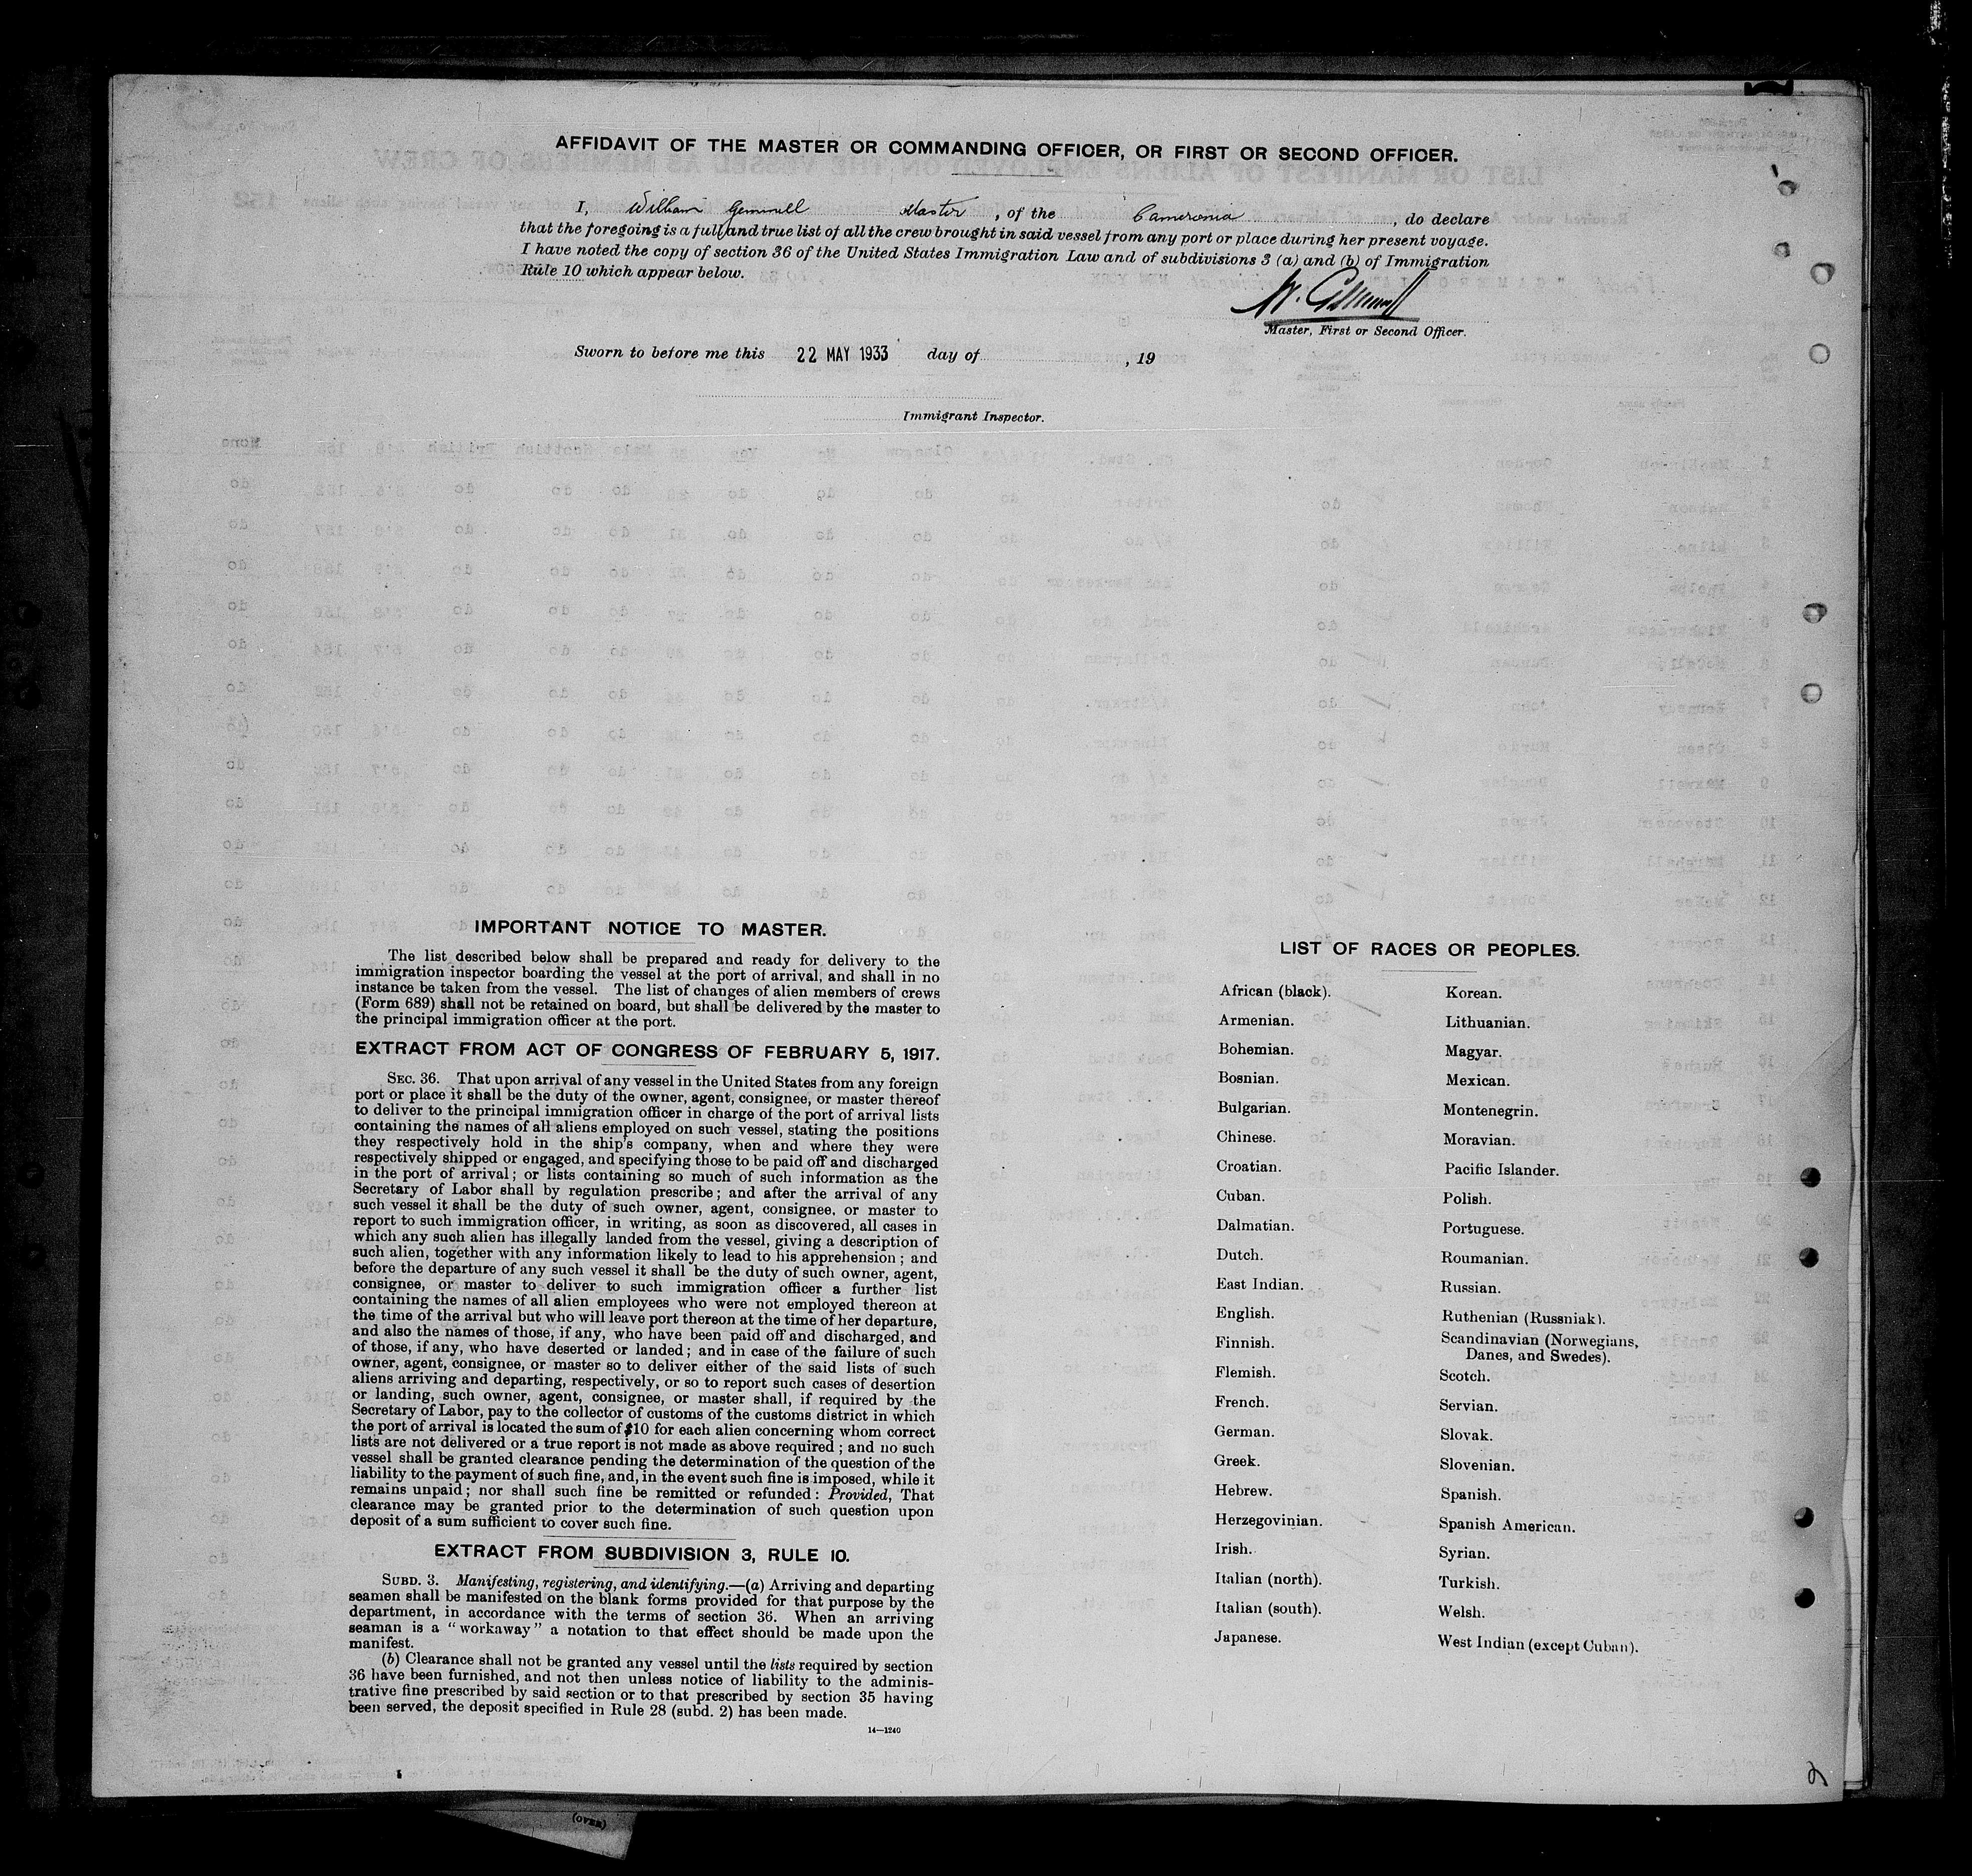 AFFIDAVIT OF THE MASTER OR COMMANDING OFFICER, OR FIRST OR SECOND OFFICER.
I, William Gemmell Master , of the Cameronia , do declare
that the foregoing is a full and true list of all the crew brought in said vessel from any port or place during her present voyage.
I have noted the copy of section 36 of the United States Immigration Law and of subdivisions 3 (a) and (b) of Immigration
Rule 10 which appear below.
W. Gemmell
Master, First or Second Officer.
Sworn to before me this 22 MAY 1933 day of , 19
Immigrant Inspector.
IMPORTANT NOTICE TO MASTER.
The list described below shall be prepared and ready for delivery to the
immigration inspector boarding the vessel at the port of arrival, and shall in no
instance be taken from the vessel. The list of changes of alien members of crews
(Form 689) shall not be retained on board, but shall be delivered by the master to
the principal immigration officer at the port.
EXTRACT FROM ACT OF CONGRESS OF FEBRUARY 5, 1917.
SEC. 36. That upon arrival of any vessel in the United States from any foreign
port or place it shall be the duty of the owner, agent, consignee, or master thereof
to deliver to the principal immigration officer in charge of the port of arrival lists
containing the names of all aliens employed on such vessel, stating the positions
they respectively hold in the ship's company, when and where they were
respectively shipped or engaged, and specifying those to be paid off and discharged
in the port of arrival; or lists containing so much of such information as the
Secretary of Labor shall by regulation prescribe; and after the arrival of any
such vessel it shall be the duty of such owner, agent, consignee, or master to
report to such immigration officer, in writing, as soon as discovered, all cases in
which any such alien has illegally landed from the vessel, giving a description of
such alien, together with any information likely to lead to his apprehension; and
before the departure of any such vessel it shall be the duty of such owner, agent,
consignee, or master to deliver to such immigration officer a further list
containing the names of all alien employees who were not employed thereon at
the time of the arrival but who will leave port thereon at the time of her departure,
and also the names of those, if any, who have been paid off and discharged, and
of those, if any, who have deserted or landed; and in case of the failure of such
owner, agent, consignee, or master so to deliver either of the said lists of such
aliens arriving and departing, respectively, or so to report such cases of desertion
or landing, such owner, agent, consignee, or master shall, if required by the
Secretary of Labor, pay to the collector of customs of the customs district in which
the port of arrival is located the sum of $10 for each alien concerning whom correct
lists are not delivered or a true report is not made as above required; and no such
vessel shall be granted clearance pending the determination of the question of the
liability to the payment of such fine, and, in the event such fine is imposed, while it
remains unpaid; nor shall such fine be remitted or refunded: Provided, That
clearance may be granted prior to the determination of such question upon
deposit of a sum sufficient to cover such fine.
EXTRACT FROM SUBDIVISION 3, RULE 10.
SUBD. 3. Manifesting, registering, and identifying.—(a) Arriving and departing
seamen shall be manifested on the blank forms provided for that purpose by the
department, in accordance with the terms of section 36. When an arriving
seaman is a "workaway" a notation to that effect should be made upon the
manifest.
(b) Clearance shall not be granted any vessel until the lists required by section
36 have been furnished, and not then unless notice of liability to the adminis-
trative fine prescribed by said section or to that prescribed by section 35 having
been served, the deposit specified in Rule 28 (subd. 2) has been made.
14—1240
LIST OF RACES OR PEOPLES.
African (black).
Armenian.
Bohemian.
Bosnian.
Bulgarian.
Chinese.
Croatian.
Cuban.
Dalmatian.
Dutch.
East Indian.
English.
Finnish.
Flemish.
French.
German.
Greek.
Hebrew.
Herzegovinian.
Irish.
Italian (north).
Italian (south).
Japanese.
Korean.
Lithuanian.
Magyar.
Mexican.
Montenegrin.
Moravian.
Pacific Islander.
Polish.
Portuguese.
Roumanian.
Russian.
Ruthenian (Russniak).
Scandinavian (Norwegians,
Danes, and Swedes).
Scotch.
Servian.
Slovak.
Slovenian.
Spanish.
Spanish American.
Syrian.
Turkish.
Welsh.
West Indian (except Cuban).
(OVER)